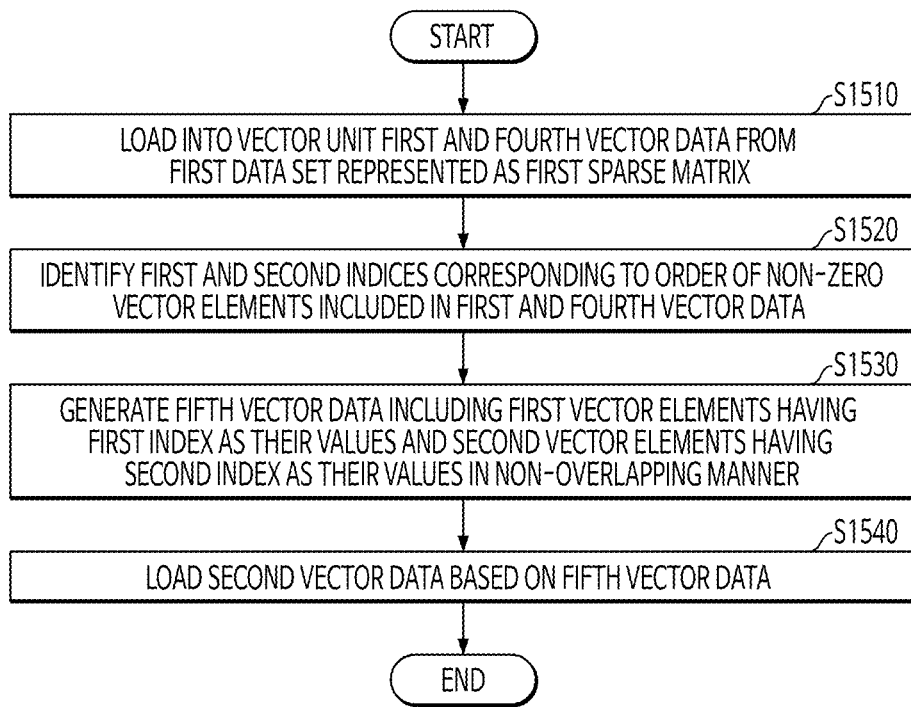 START
S1510
LOAD INTO VECTOR UNIT FIRST AND FOURTH VECTOR DATA FROM
FIRST DATA SET REPRESENTED AS FIRST SPARSE MATRIX
S1520
IDENTIFY FIRST AND SECOND INDICES CORRESPONDING TO ORDER OF NON-ZERO
VECTOR ELEMENTS INCLUDED IN FIRST AND FOURTH VECTOR DATA
S1530
GENERATE FIFTH VECTOR DATA INCLUDING FIRST VECTOR ELEMENTS HAVING
FIRST INDEX AS THEIR VALUES AND SECOND VECTOR ELEMENTS HAVING
SECOND INDEX AS THEIR VALUES IN NON-OVERLAPPING MANNER
S1540
LOAD SECOND VECTOR DATA BASED ON FIFTH VECTOR DATA
END